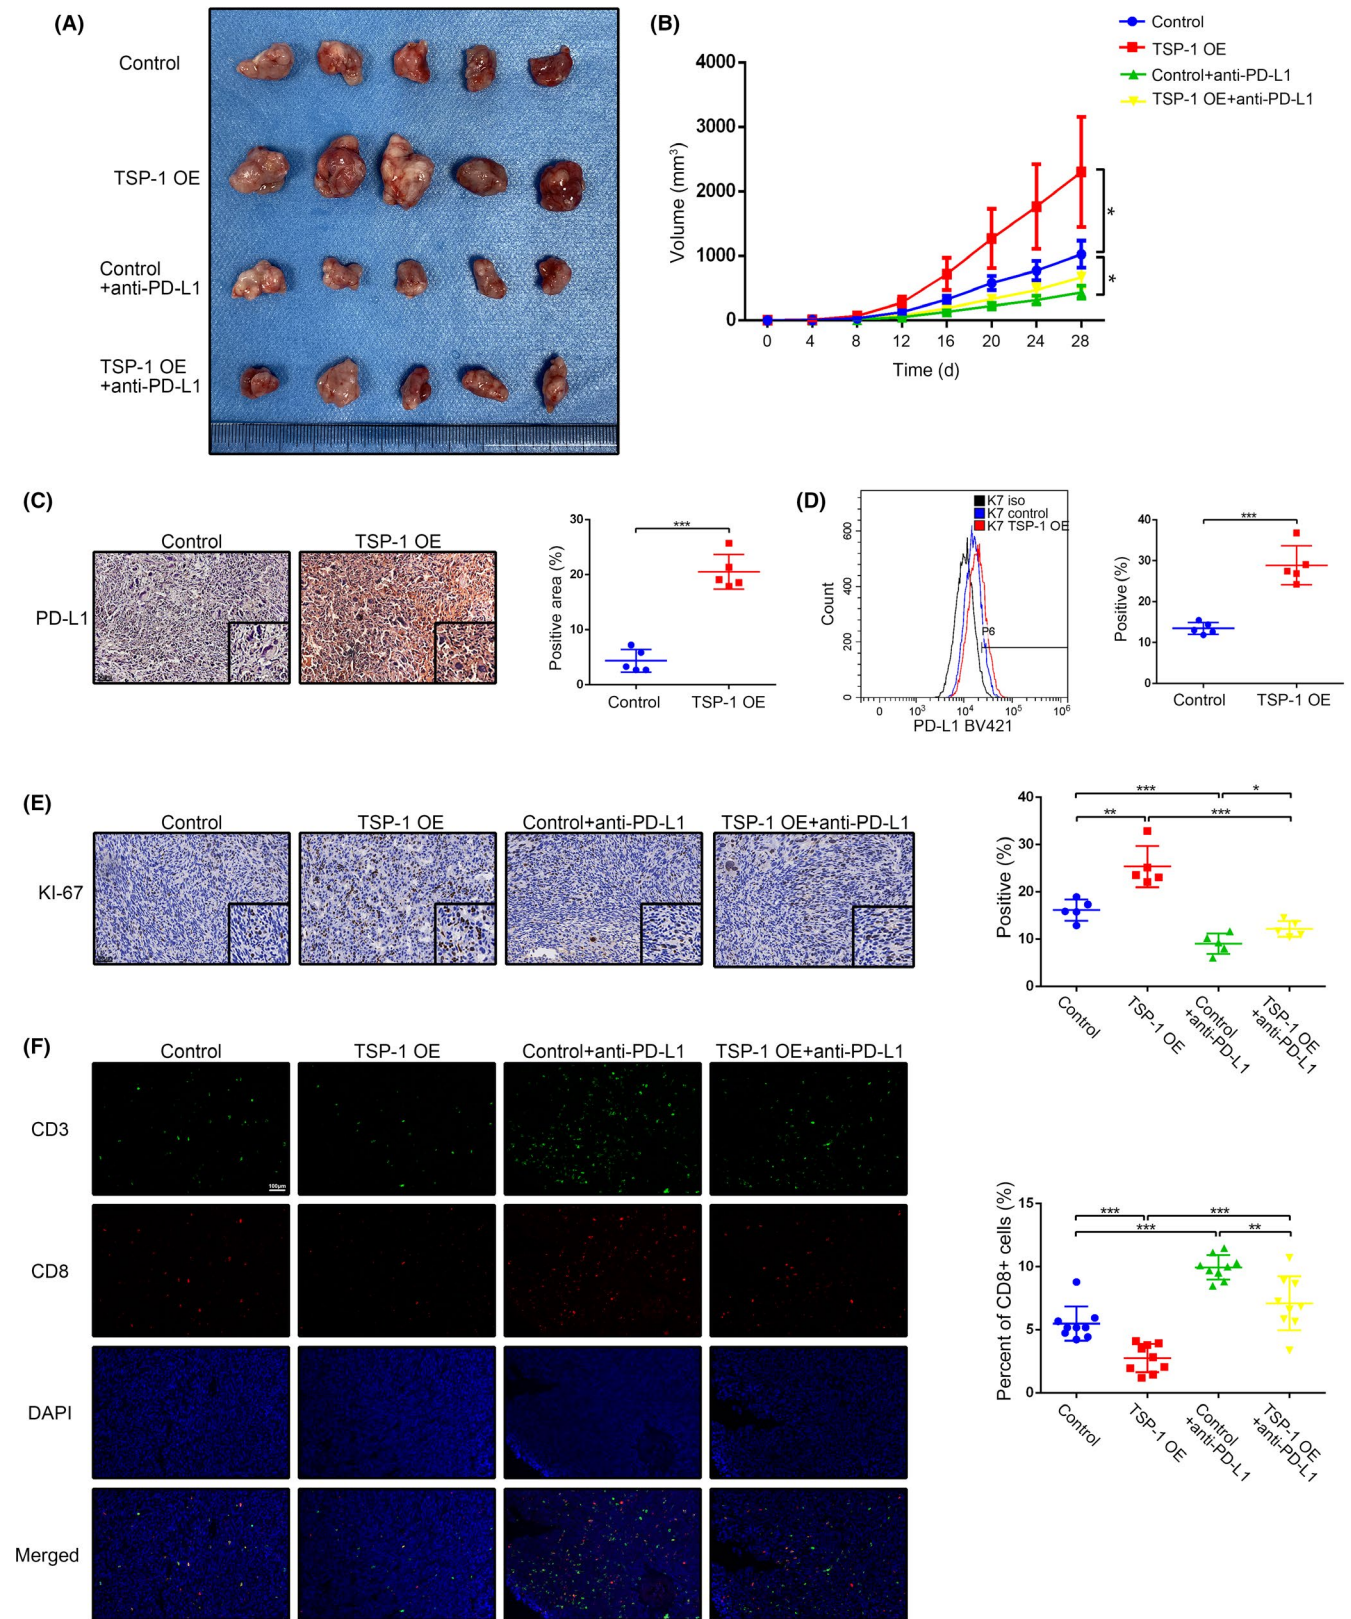 (A)
Control
TSP-1 OE
Control
+anti-PD-L1
TSP-1 OE
+anti-PD-L1
(B)
Control
TSP-1 OE
Control+anti-PD-L1
TSP-1 OE+anti-PD-L1
4000
3000
2000
1000
0
Volume (mm³)
0 4 8 12 16 20 24 28
Time (d)
*
*
(C)
Control TSP-1 OE
PD-L1
30
20
10
0
Positive area (%)
***
Control TSP-1 OE
(D)
K7 iso
K7 control
K7 TSP-1 OE
600
400
200
0
Count
P6
0 10³ 10⁴ 10⁵ 10⁶
PD-L1 BV421
40
30
20
10
0
Positive (%)
***
Control TSP-1 OE
(E)
Control TSP-1 OE Control+anti-PD-L1 TSP-1 OE+anti-PD-L1
KI-67
40
30
20
10
0
Positive (%)
*** *
** ***
Control
TSP-1 OE
Control
+anti-PD-L1
TSP-1 OE
+anti-PD-L1
(F)
Control TSP-1 OE Control+anti-PD-L1 TSP-1 OE+anti-PD-L1
CD3
100μm
CD8
DAPI
Merged
15
10
5
0
Percent of CD8+ cells (%)
*** ***
*** **
Control
TSP-1 OE
Control
+anti-PD-L1
TSP-1 OE
+anti-PD-L1